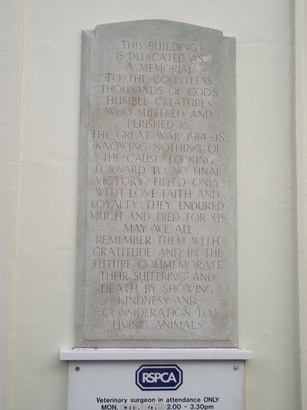 THIS BUILDING
IS DEDICATED AS
A MEMORIAL
TO THE COUNTLESS
THOUSANDS OF GOD'S
HUMBLE CREATURES
WHO SUFFERED AND
PERISHED IN
THE GREAT WAR 1914-18
KNOWING NOTHING OF
THE CAUSE LOOKING
FORWARD TO NO FINAL
VICTORY FILLED ONLY
WITH LOVE FAITH AND
LOYALTY THEY ENDURED
MUCH AND DIED FOR US
MAY WE ALL
REMEMBER THEM WITH
GRATITUDE AND IN THE
FUTURE COMMEMORATE
THEIR SUFFERING AND
DEATH BY SHOWING
KINDNESS AND
CONSIDERATION TO
LIVING ANIMALS
RSPCA
Veterinary surgeon in attendance ONLY
MON. 2.00 - 3.30pm